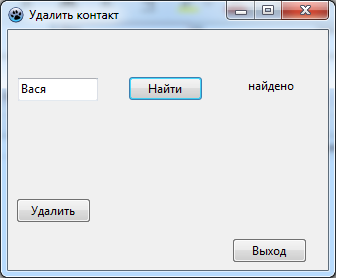 Удалить контакт
Вася
Найти
найдено
Удалить
Выход